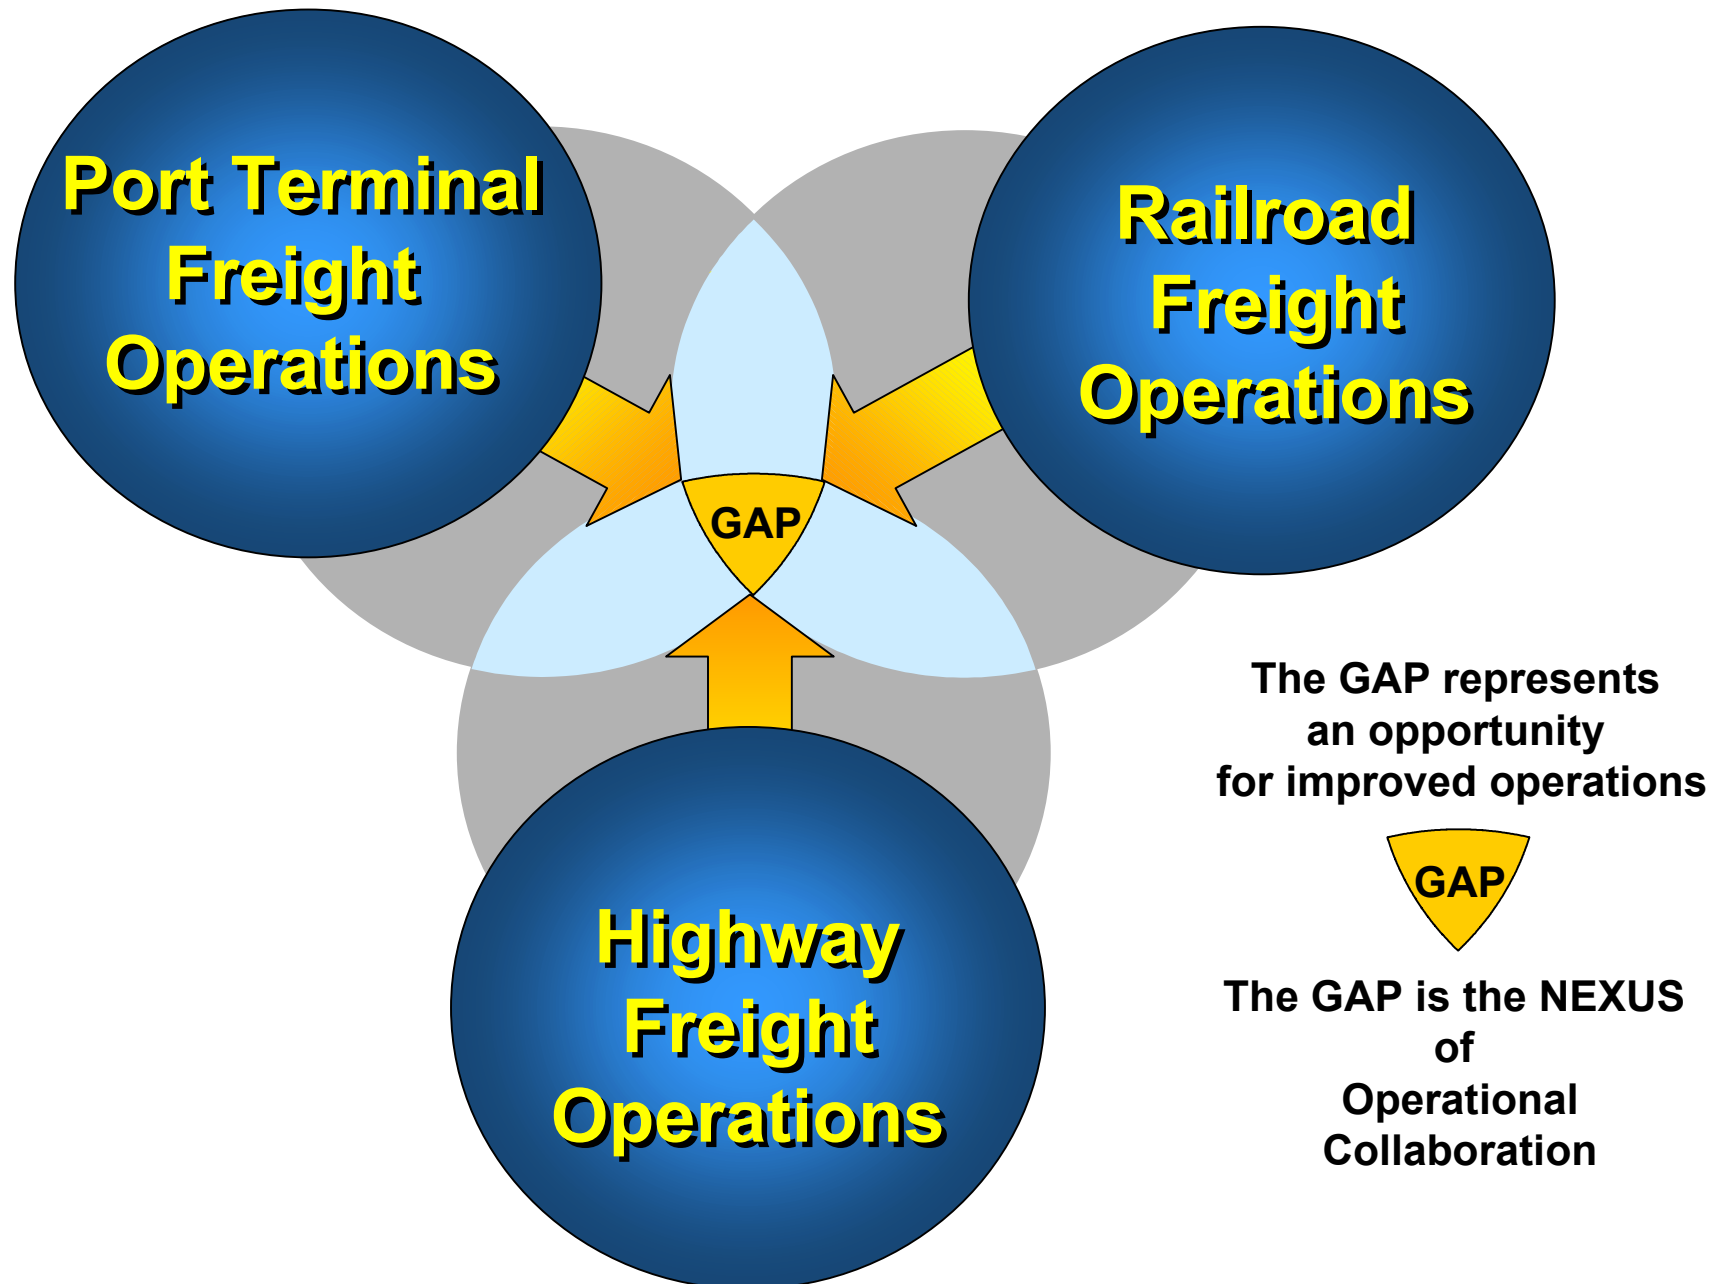 Port Terminal
Freight
Operations
Railroad
Freight
Operations
GAP
Highway
Freight
Operations
The GAP represents
an opportunity
for improved operations
GAP
The GAP is the NEXUS
of
Operational
Collaboration